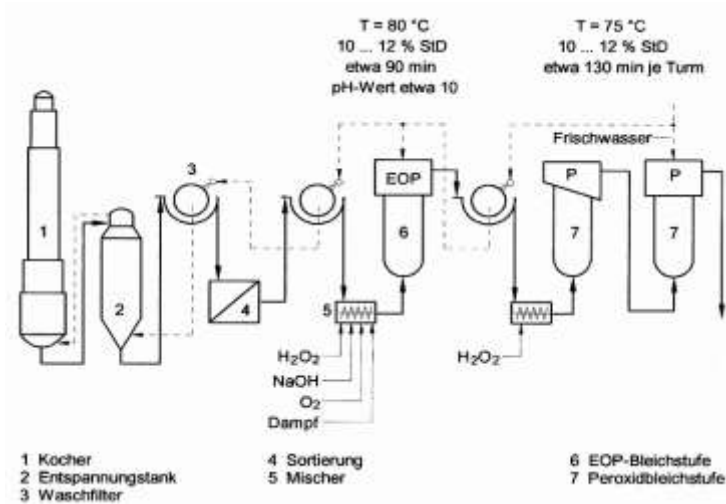 T = 80 °C
10 ... 12 % StD
etwa 90 min
pH-Wert etwa 10
T = 75 °C
10 ... 12 % StD
etwa 130 min je Turm
Frischwasser
3
EOP
P
P
1
2
4
5
6
7
7
H₂O₂
NaOH
O₂
Dampf
H₂O₂
1 Kocher
2 Entspannungstank
3 Waschfilter
4 Sortierung
5 Mischer
6 EOP-Bleichstufe
7 Peroxidbleichstufe